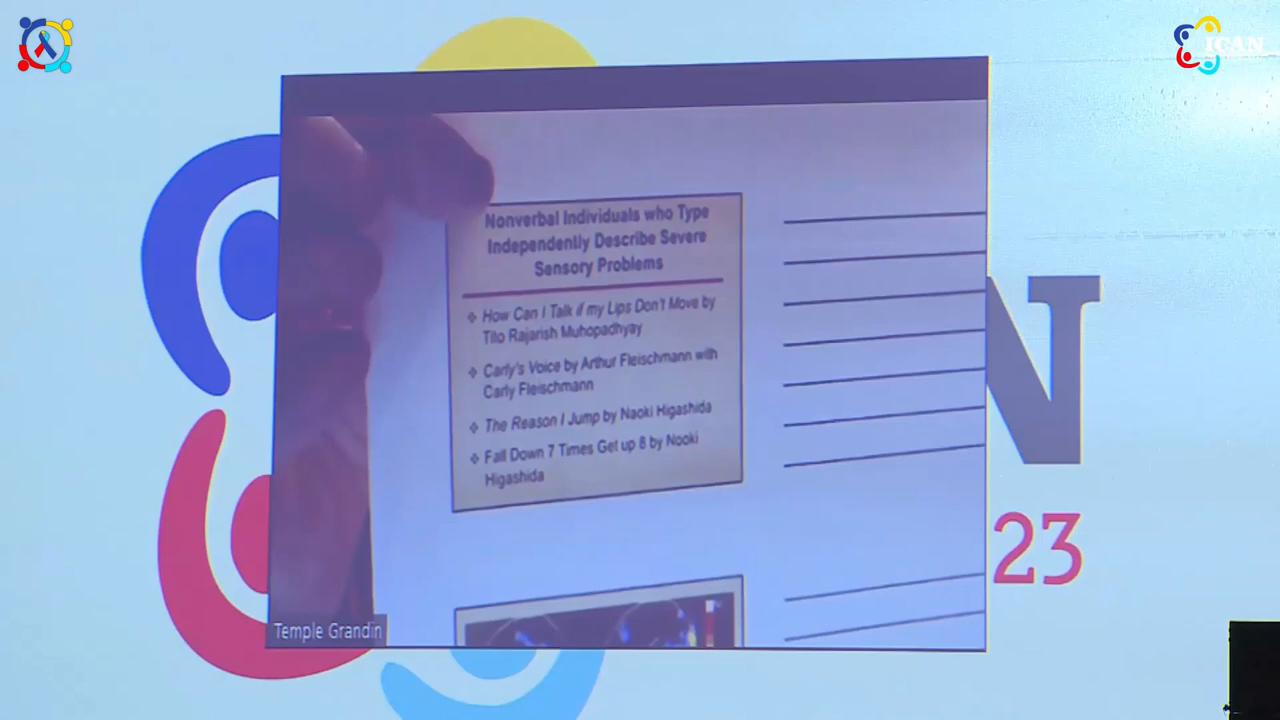 ICAN
Nonverbal Individuals who Type
Independently Describe Severe
Sensory Problems
How Can I Talk if my Lips Don't Move by
Tito Rajarish Muhopadhyay
Carly's Voice by Arthur Fleischmann with
Carly Fleischmann
The Reason I Jump by Naoki Higashida
Fall Down 7 Times Get up 8 by Nooki
Higashida
N
23
Temple Grandin